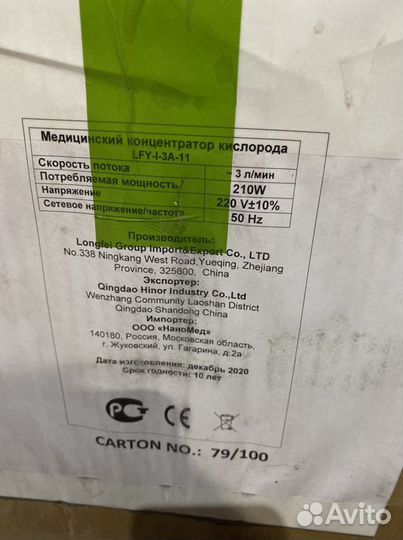 Медицинский концентратор кислорода
LFY-I-3A-11
Скорость потока ~ 3 л/мин
Потребляемая мощность 210W
Напряжение 220 V±10%
Сетевое напряжение/частота 50 Hz
Производитель:
Longfei Group Import&Export Co., LTD
No.338 Ningkang West Road,Yueqing, Zhejiang
Province, 325600, China
Экспортер:
Qingdao Hinor Industry Co.,Ltd
Wenzhang Community Laoshan District
Qingdao Shandong China
Импортер:
ООО «НаноМед»
140180, Россия, Московская область,
г. Жуковский, ул. Гагарина, д.2а
Дата изготовления: декабрь 2020
Срок годности: 10 лет
РСТ CE
CARTON NO.: 79/100
Avito